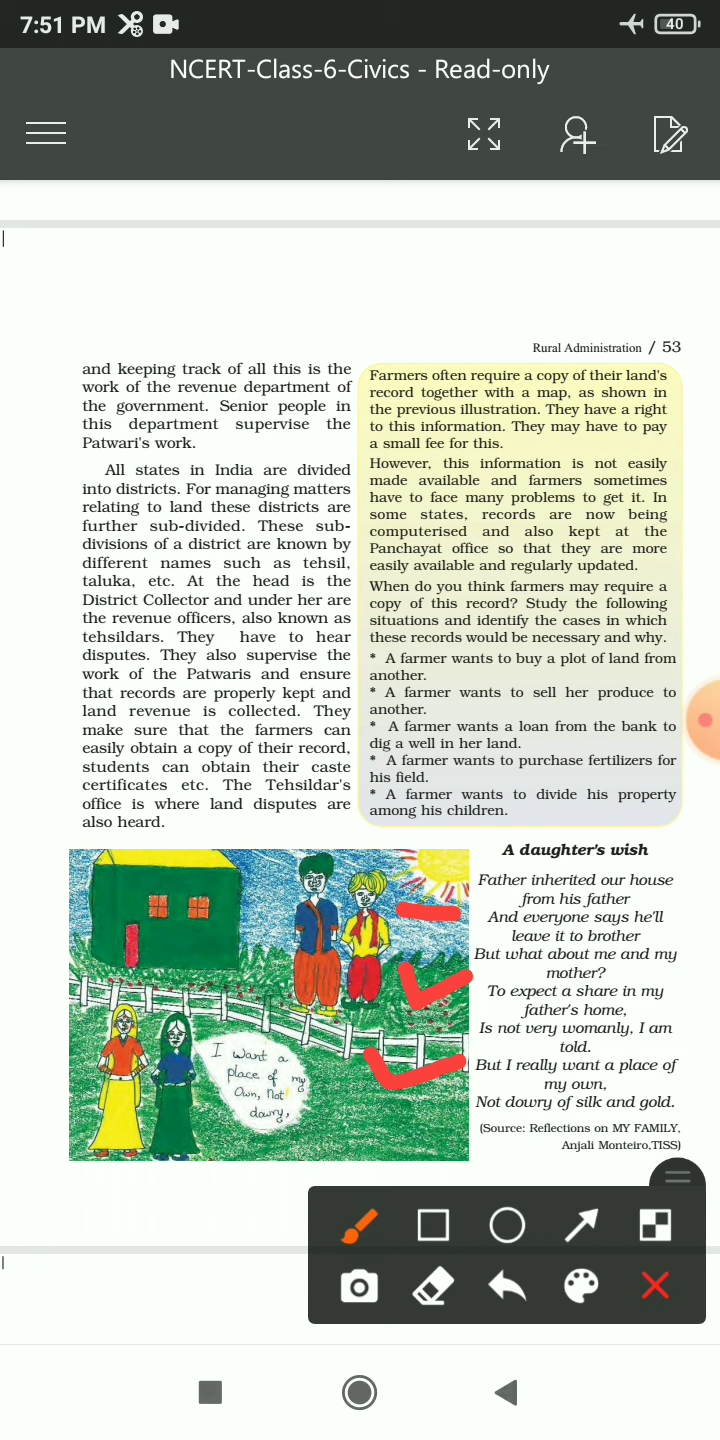 7:51 PM
40
NCERT-Class-6-Civics - Read-only
Rural Administration / 53
and keeping track of all this is the
work of the revenue department of
the government. Senior people in
this department supervise the
Patwari's work.
All states in India are divided
into districts. For managing matters
relating to land these districts are
further sub-divided. These sub-
divisions of a district are known by
different names such as tehsil,
taluka, etc. At the head is the
District Collector and under her are
the revenue officers, also known as
tehsildars. They have to hear
disputes. They also supervise the
work of the Patwaris and ensure
that records are properly kept and
land revenue is collected. They
make sure that the farmers can
easily obtain a copy of their record,
students can obtain their caste
certificates etc. The Tehsildar's
office is where land disputes are
also heard.
Farmers often require a copy of their land's
record together with a map, as shown in
the previous illustration. They have a right
to this information. They may have to pay
a small fee for this.
However, this information is not easily
made available and farmers sometimes
have to face many problems to get it. In
some states, records are now being
computerised and also kept at the
Panchayat office so that they are more
easily available and regularly updated.
When do you think farmers may require a
copy of this record? Study the following
situations and identify the cases in which
these records would be necessary and why.
* A farmer wants to buy a plot of land from
another.
* A farmer wants to sell her produce to
another.
* A farmer wants a loan from the bank to
dig a well in her land.
* A farmer wants to purchase fertilizers for
his field.
* A farmer wants to divide his property
among his children.
I want a
place of my
Own, Not
dowry,
A daughter's wish
Father inherited our house
from his father
And everyone says he'll
leave it to brother
But what about me and my
mother?
To expect a share in my
father's home,
Is not very womanly, I am
told.
But I really want a place of
my own,
Not dowry of silk and gold.
(Source: Reflections on MY FAMILY,
Anjali Monteiro,TISS)